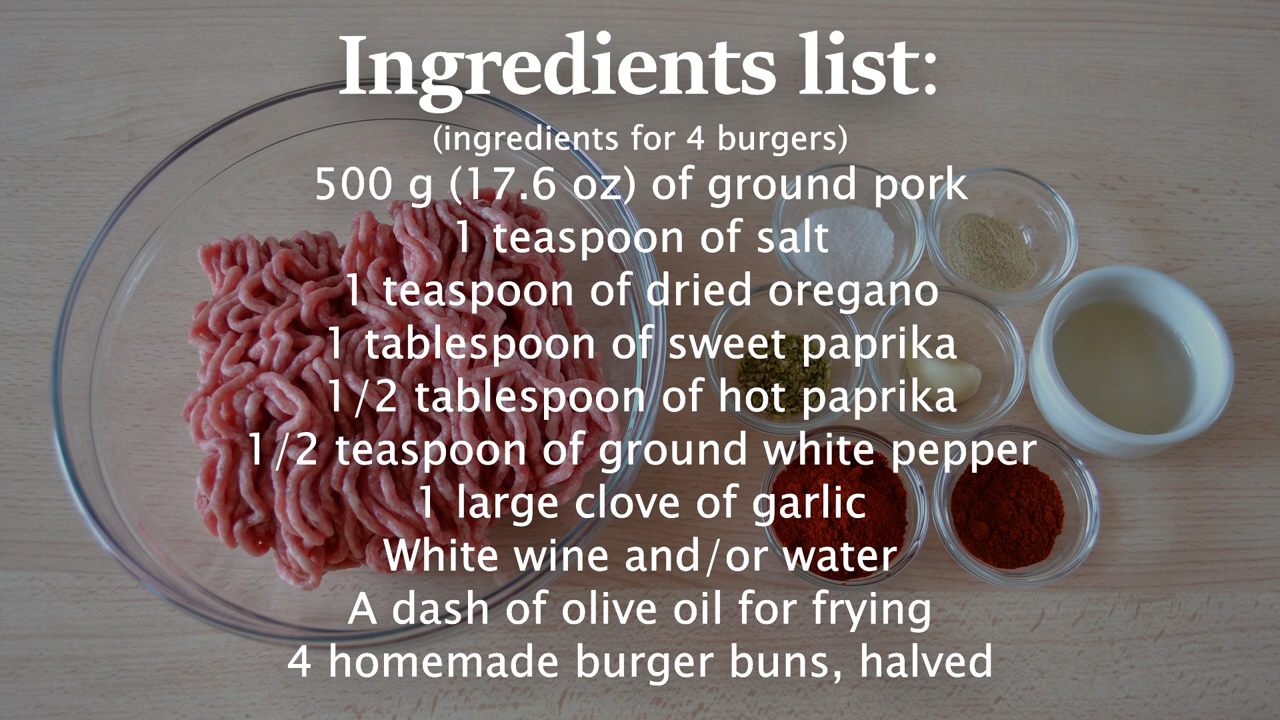 Ingredients list:
(ingredients for 4 burgers)
500 g (17.6 oz) of ground pork
1 teaspoon of salt
1 teaspoon of dried oregano
1 tablespoon of sweet paprika
1/2 tablespoon of hot paprika
1/2 teaspoon of ground white pepper
1 large clove of garlic
White wine and/or water
A dash of olive oil for frying
4 homemade burger buns, halved